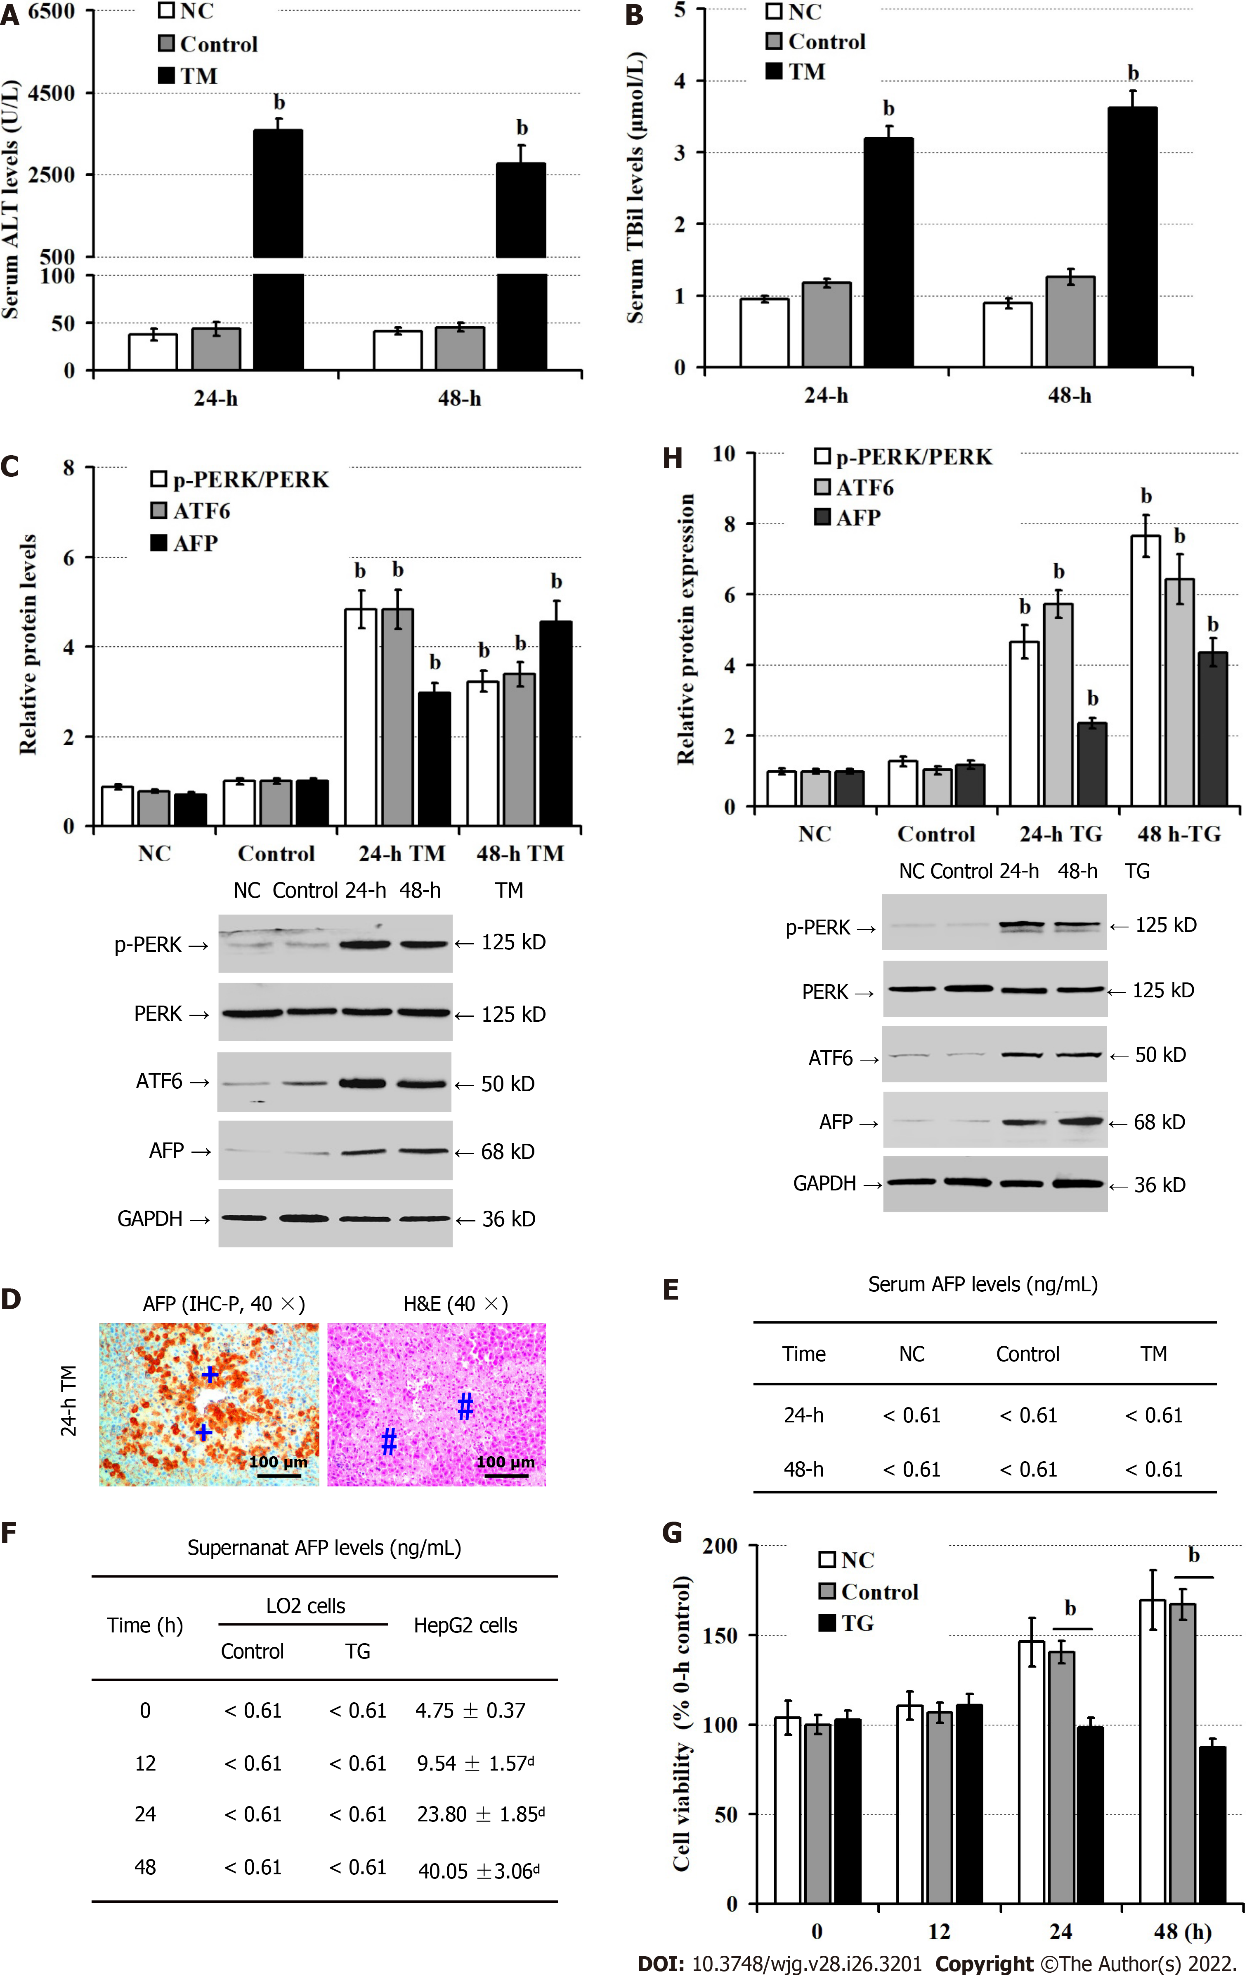 A
6500
4500
2500
500
100
50
0
Serum ALT levels (U/L)
NC
Control
TM
b
b
24-h
48-h
B
5
4
3
2
1
0
Serum TBil levels (μmol/L)
NC
Control
TM
b
b
24-h
48-h
C
8
6
4
2
0
Relative protein levels
p-PERK/PERK
ATF6
AFP
b
b
b
b
b
b
NC
Control
24-h TM
48-h TM
NC Control 24-h 48-h TM
p-PERK → ← 125 kD
PERK → ← 125 kD
ATF6 → ← 50 kD
AFP → ← 68 kD
GAPDH → ← 36 kD
H
10
8
6
4
2
0
Relative protein expression
p-PERK/PERK
ATF6
AFP
b
b
b
b
b
b
NC
Control
24-h TG
48 h-TG
NC Control 24-h 48-h TG
p-PERK → ← 125 kD
PERK → ← 125 kD
ATF6 → ← 50 kD
AFP → ← 68 kD
GAPDH → ← 36 kD
D
AFP (IHC-P, 40 ×)
H&E (40 ×)
24-h TM
+
+
100 μm
#
#
100 μm
E
Serum AFP levels (ng/mL)
Time NC Control TM
24-h < 0.61 < 0.61 < 0.61
48-h < 0.61 < 0.61 < 0.61
F
Supernanat AFP levels (ng/mL)
Time (h) LO2 cells HepG2 cells
Control TG
0 < 0.61 < 0.61 4.75 ± 0.37
12 < 0.61 < 0.61 9.54 ± 1.57d
24 < 0.61 < 0.61 23.80 ± 1.85d
48 < 0.61 < 0.61 40.05 ±3.06d
G
200
150
100
50
0
Cell viability (% 0-h control)
NC
Control
TG
b
b
0
12
24
48 (h)
DOI: 10.3748/wjg.v28.i26.3201 Copyright ©The Author(s) 2022.